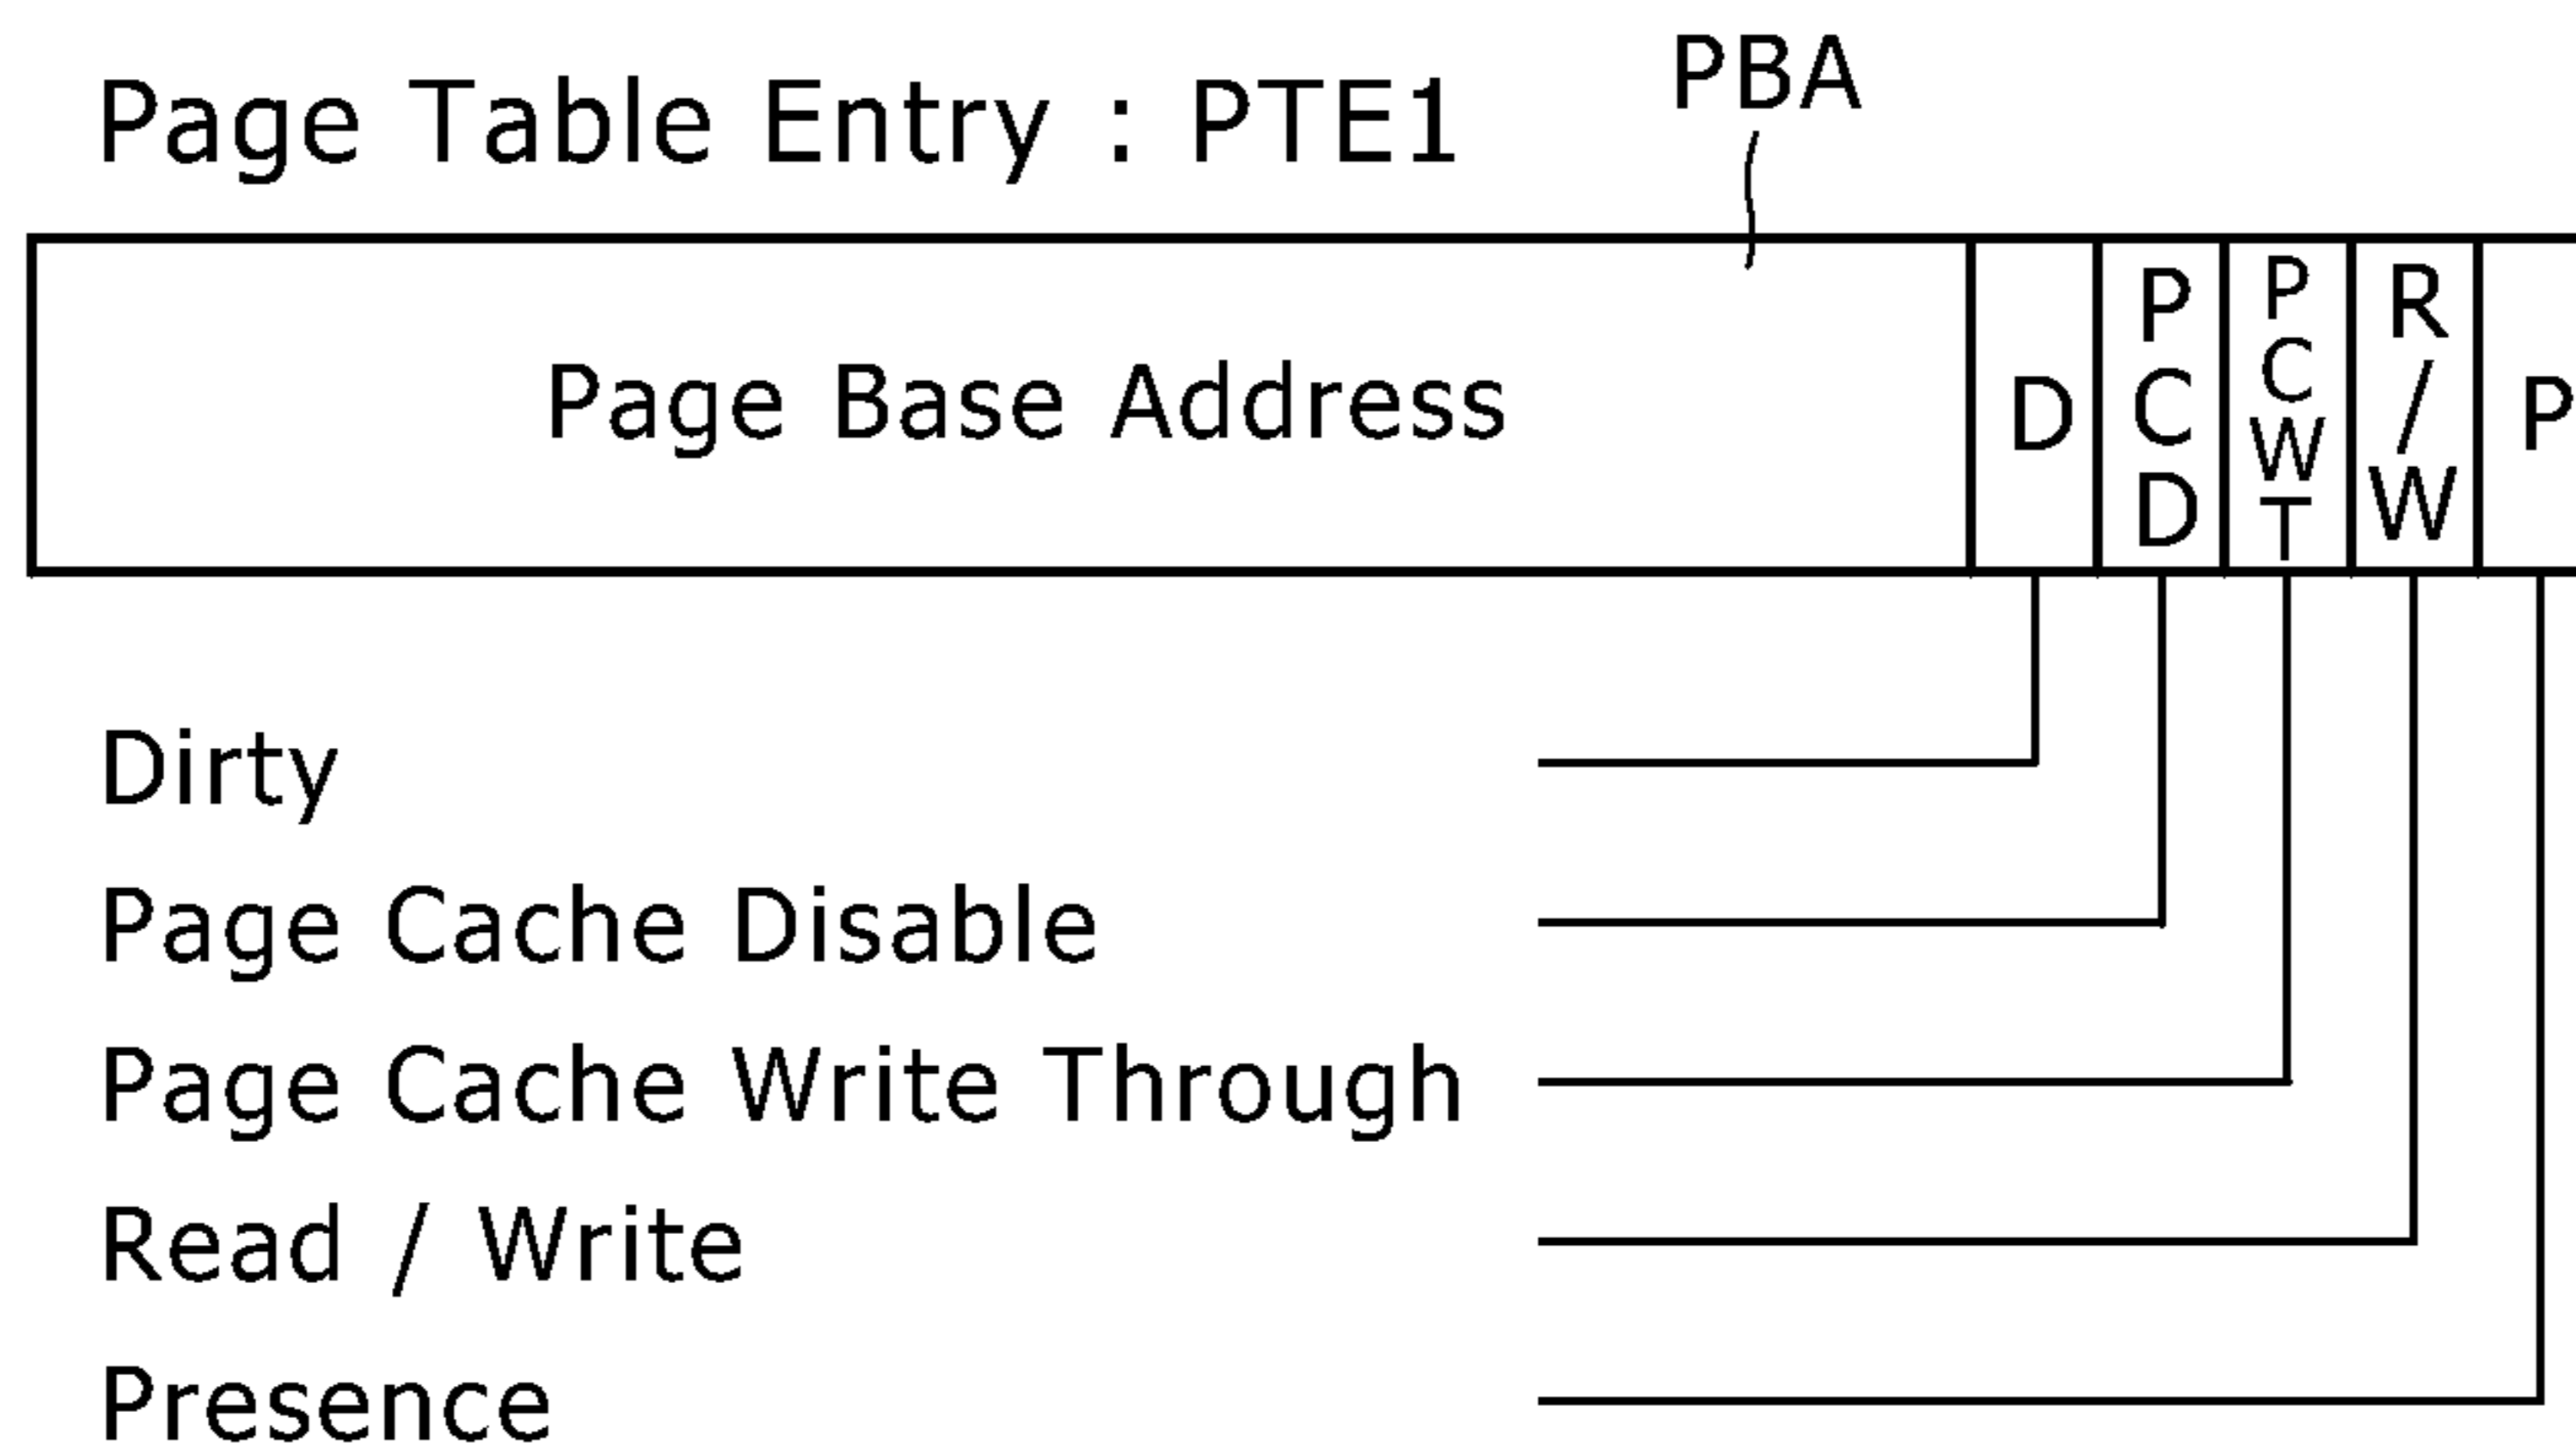 PBA
Page Table Entry : PTE1
Page Base Address
D
PCD
PCWT
R/W
P
Dirty
Page Cache Disable
Page Cache Write Through
Read / Write
Presence